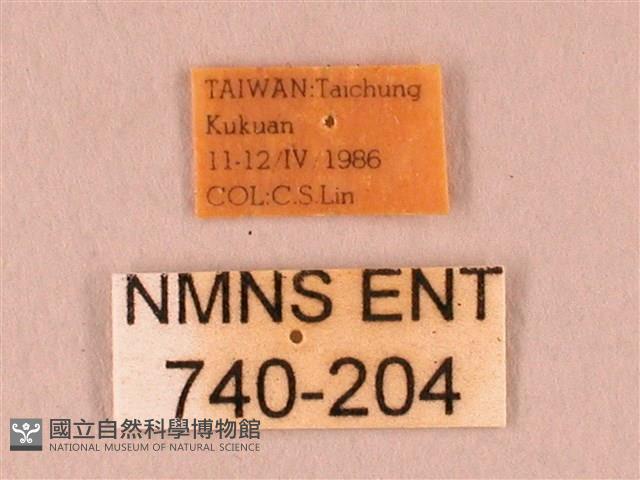 TAIWAN:Taichung
Kukuan
11-12/IV/1986
COL:C.S.Lin
NMNS ENT
740-204
國立自然科學博物館
NATIONAL MUSEUM OF NATURAL SCIENCE